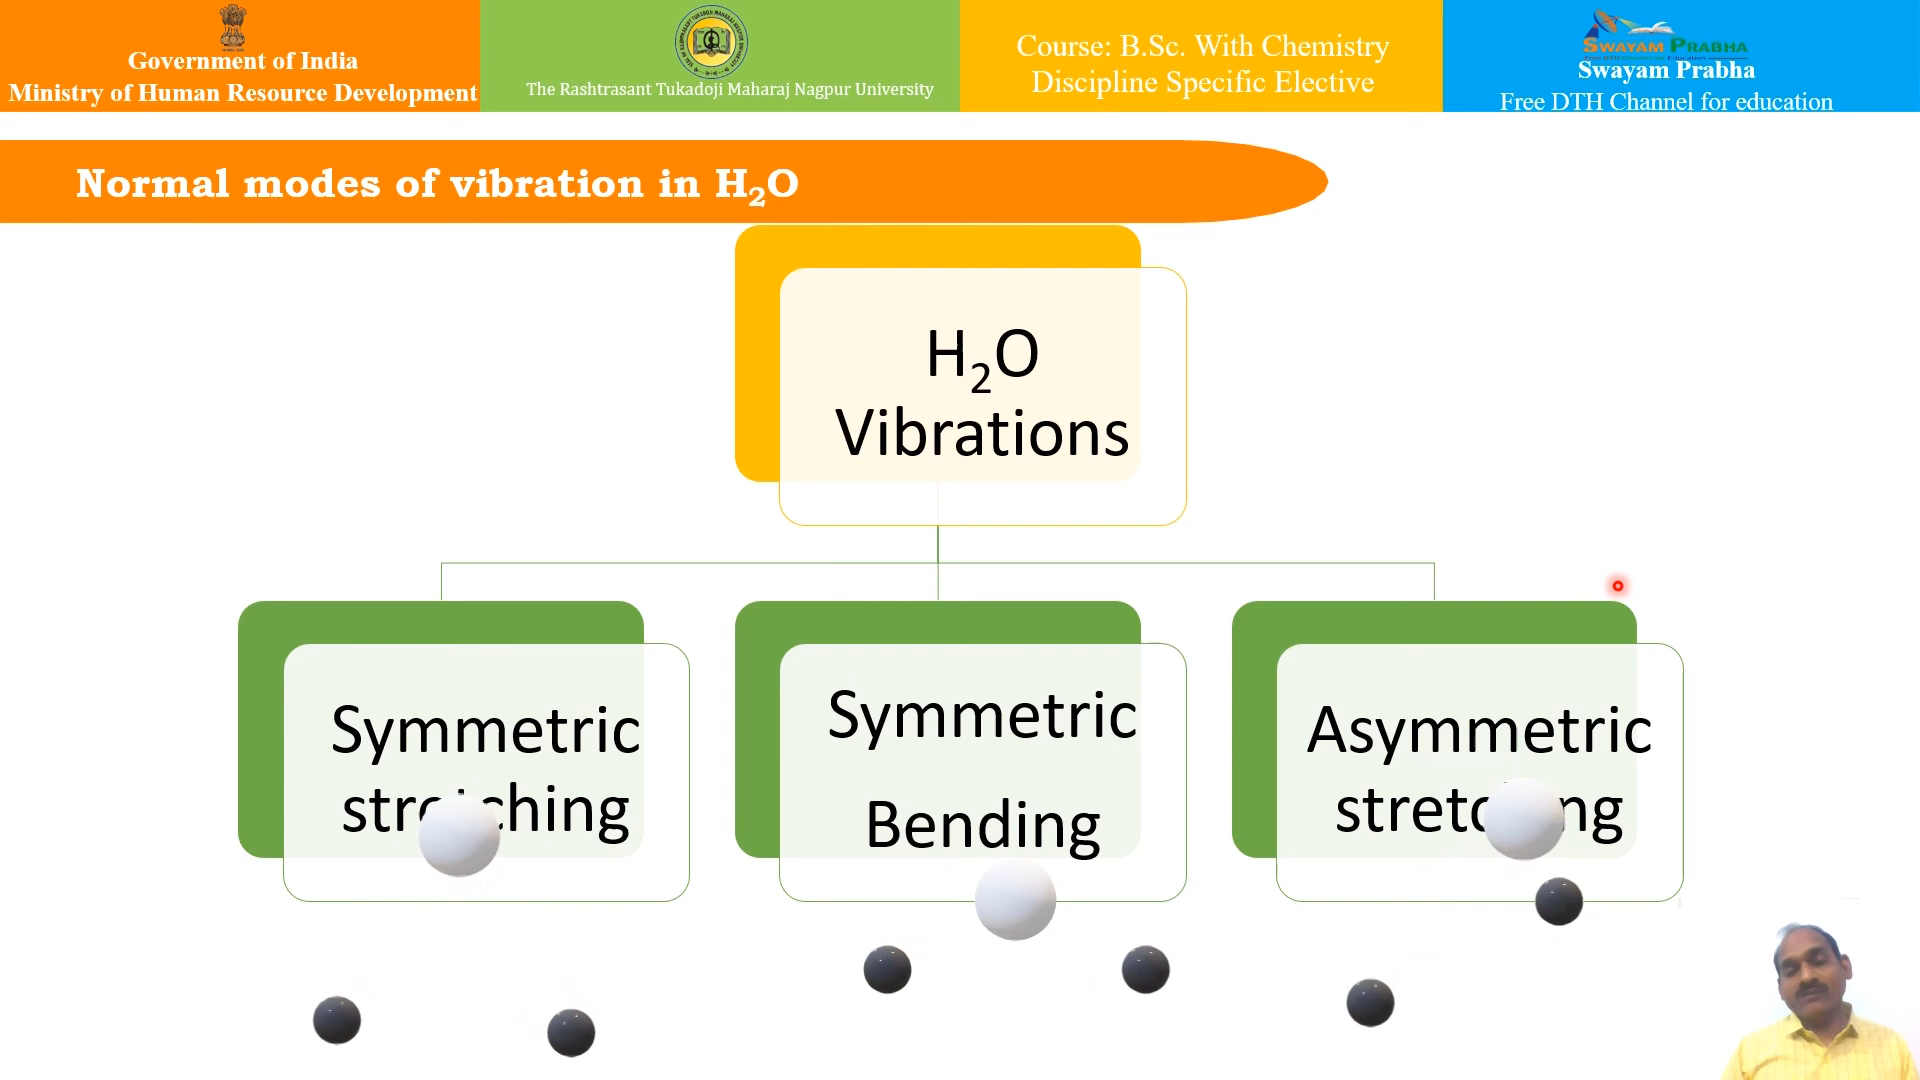 Government of India
Ministry of Human Resource Development
The Rashtrasant Tukadoji Maharaj Nagpur University
Course: B.Sc. With Chemistry
Discipline Specific Elective
SWAYAM PRABHA
Swayam Prabha
Free DTH Channel for education
Normal modes of vibration in H₂O
H₂O
Vibrations
Symmetric
stretching
Symmetric
Bending
Asymmetric
stretching